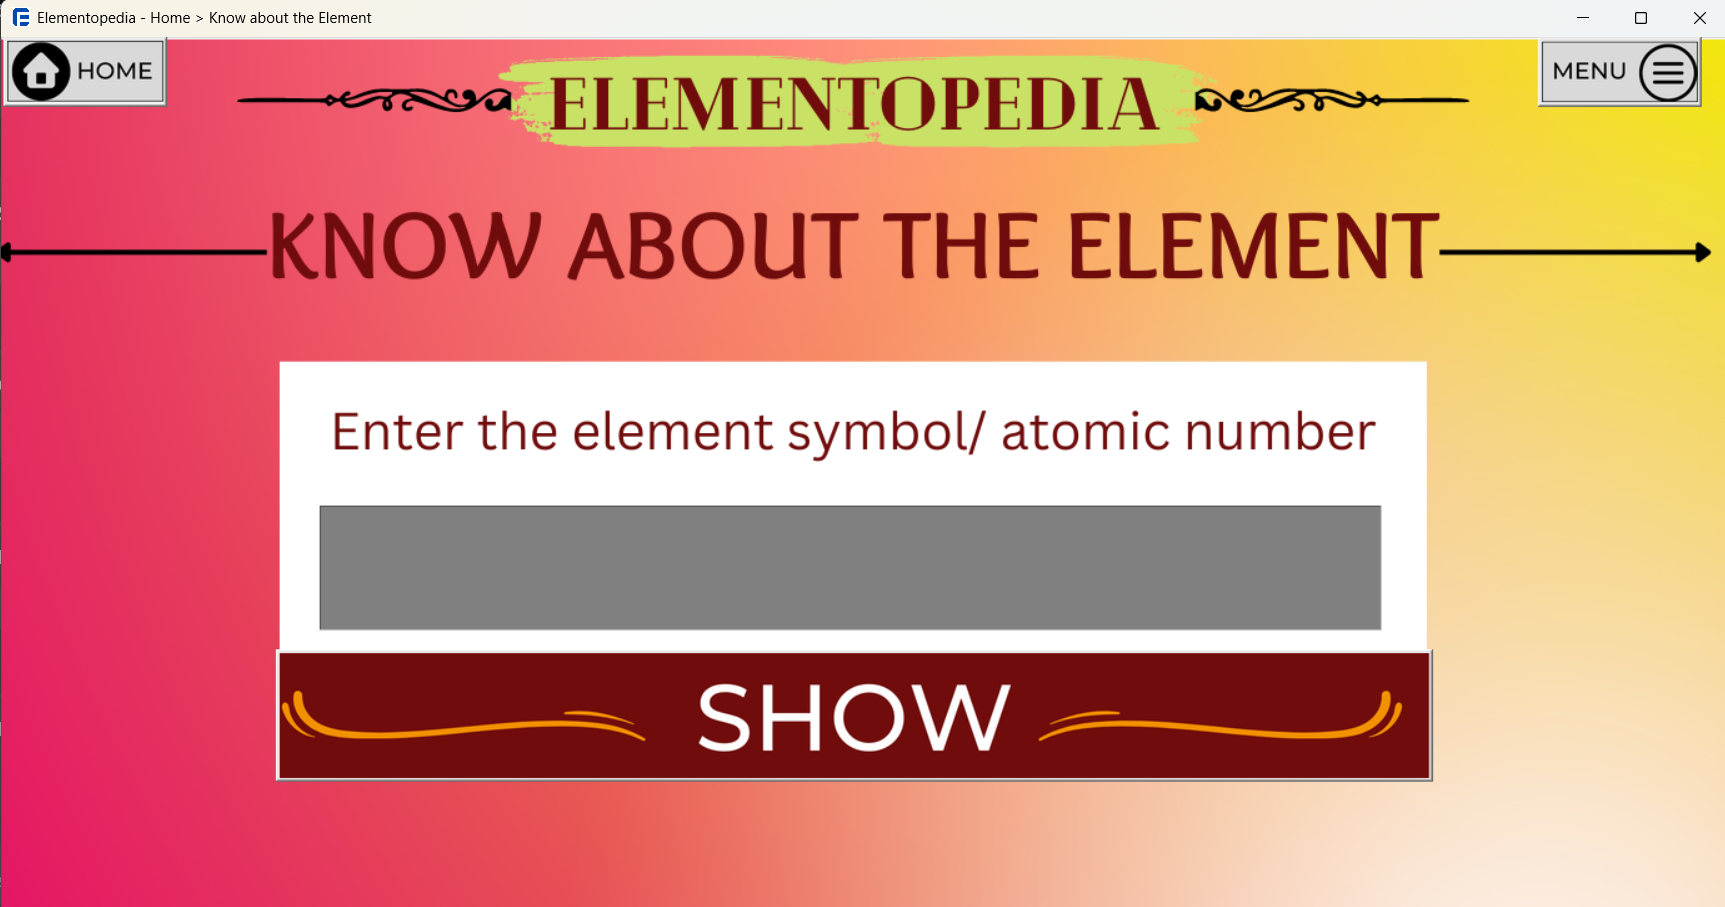 Elementopedia - Home > Know about the Element
HOME
ELEMENTOPEDIA
MENU
KNOW ABOUT THE ELEMENT
Enter the element symbol/ atomic number
SHOW